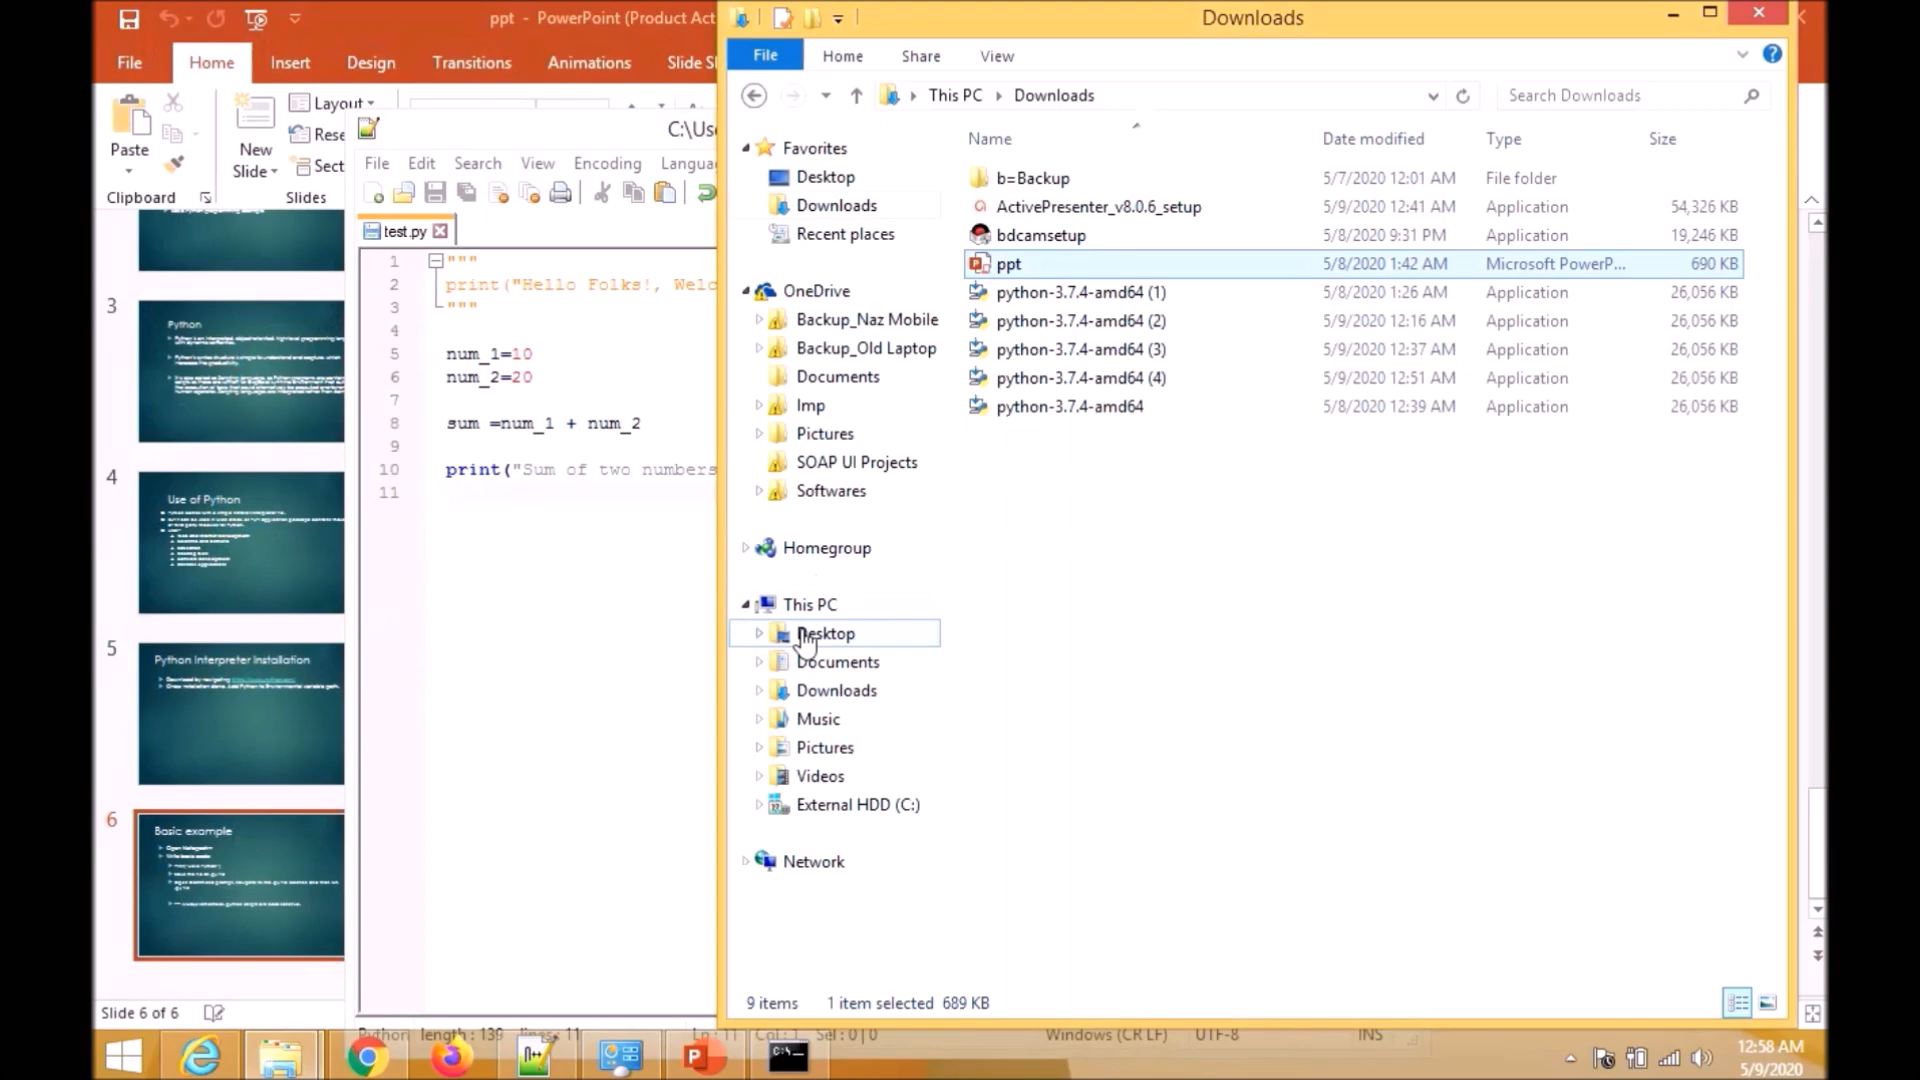 ppt - PowerPoint (Product Act
File
Home
Insert
Design
Transitions
Animations
Slide S
Paste
New
Slide
Layout
Rese
Sect
Clipboard
Slides
3
Python
4
Use of Python
5
Python Interpreter Installation
6
Basic example
Slide 6 of 6
C:\Use
File Edit Search View Encoding Langua
test.py
1 """
2 print("Hello Folks!, Welc
3 """
4
5 num_1=10
6 num_2=20
7
8 sum =num_1 + num_2
9
10 print("Sum of two numbers
11
Python length : 139 lines : 11 Ln : 11 Col : 1 Sel : 0 | 0 Windows (CR LF) UTF-8 INS
Downloads
File Home Share View
This PC Downloads
Search Downloads
Favorites
Desktop
Downloads
Recent places
OneDrive
Backup_Naz Mobile
Backup_Old Laptop
Documents
Imp
Pictures
SOAP UI Projects
Softwares
Homegroup
This PC
Desktop
Documents
Downloads
Music
Pictures
Videos
External HDD (C:)
Network
Name Date modified Type Size
b=Backup 5/7/2020 12:01 AM File folder
ActivePresenter_v8.0.6_setup 5/9/2020 12:41 AM Application 54,326 KB
bdcamsetup 5/8/2020 9:31 PM Application 19,246 KB
ppt 5/8/2020 1:42 AM Microsoft PowerP... 690 KB
python-3.7.4-amd64 (1) 5/8/2020 1:26 AM Application 26,056 KB
python-3.7.4-amd64 (2) 5/9/2020 12:16 AM Application 26,056 KB
python-3.7.4-amd64 (3) 5/9/2020 12:37 AM Application 26,056 KB
python-3.7.4-amd64 (4) 5/9/2020 12:51 AM Application 26,056 KB
python-3.7.4-amd64 5/8/2020 12:39 AM Application 26,056 KB
9 items 1 item selected 689 KB
12:58 AM
5/9/2020